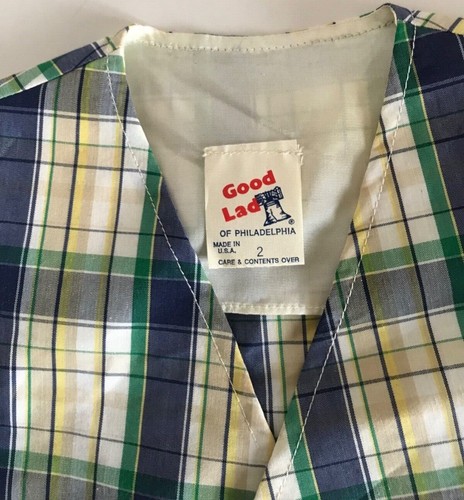 Good
Lad
®
OF PHILADELPHIA
MADE IN
U.S.A.
2
CARE & CONTENTS OVER